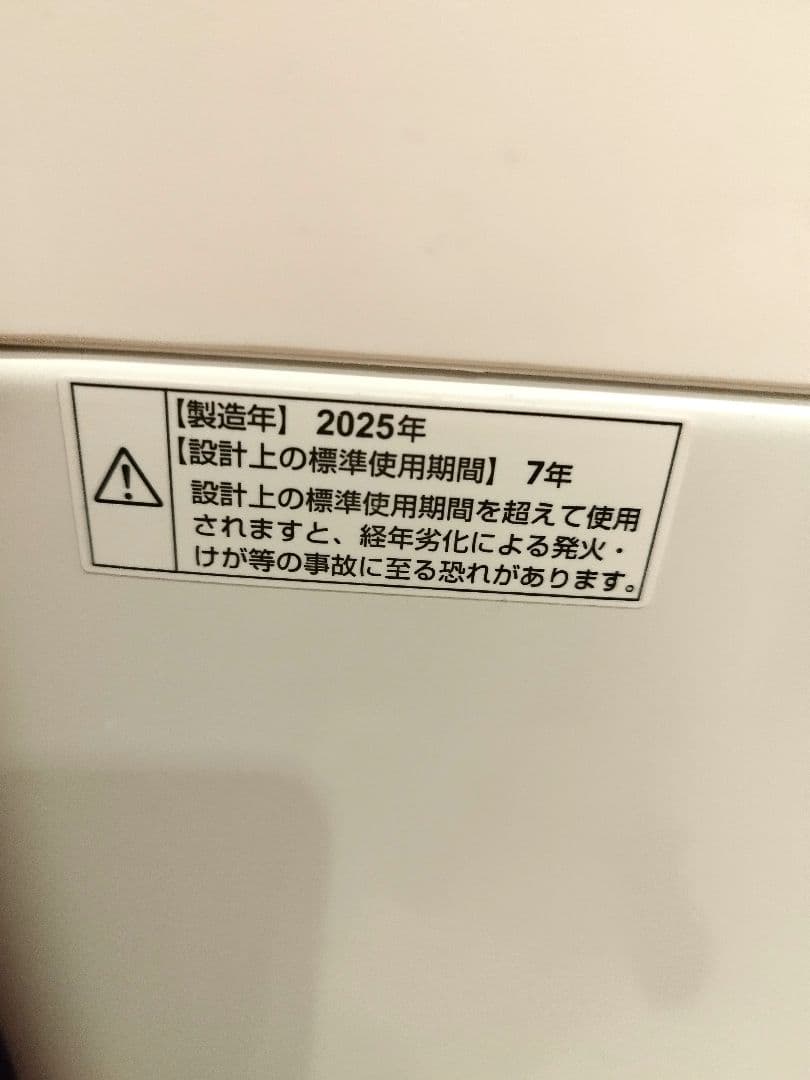 【製造年】 2025年
【設計上の標準使用期間】 7年
設計上の標準使用期間を超えて使用
されますと、経年劣化による発火・
けが等の事故に至る恐れがあります。